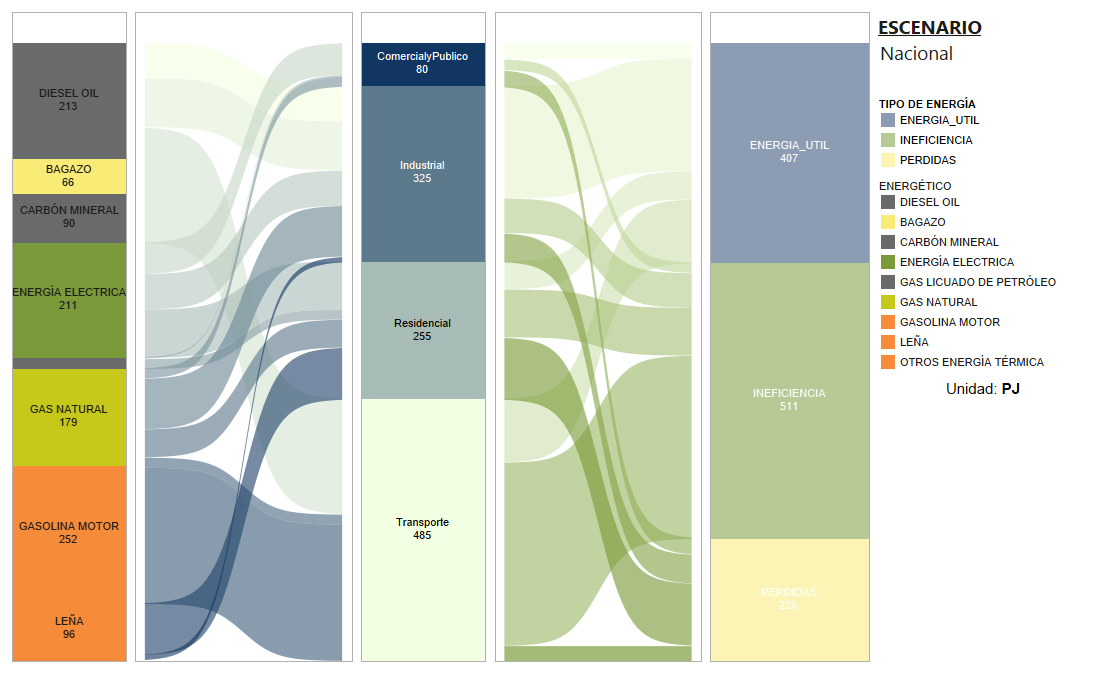 DIESEL OIL
213
BAGAZO
66
CARBÓN MINERAL
90
ENERGÍA ELECTRICA
211
GAS NATURAL
179
GASOLINA MOTOR
252
LEÑA
96
ComercialyPublico
80
Industrial
325
Residencial
255
Transporte
485
ENERGÍA_UTIL
407
INEFICIENCIA
511
PERDIDAS
226
ESCENARIO
Nacional
TIPO DE ENERGÍA
ENERGIA_UTIL
INEFICIENCIA
PERDIDAS
ENERGÉTICO
DIESEL OIL
BAGAZO
CARBÓN MINERAL
ENERGÍA ELECTRICA
GAS LICUADO DE PETRÓLEO
GAS NATURAL
GASOLINA MOTOR
LEÑA
OTROS ENERGÍA TÉRMICA
Unidad: PJ